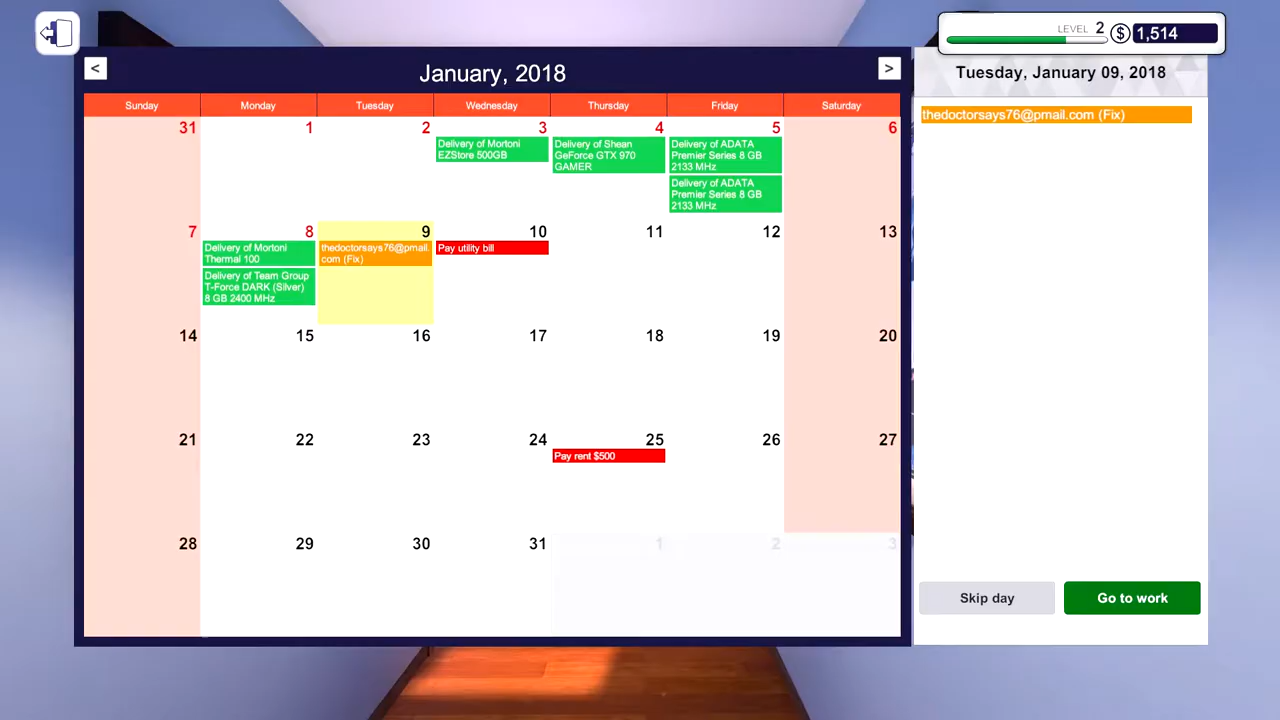 LEVEL 2
$ 1,514
<
January, 2018
>
Tuesday, January 09, 2018
Sunday Monday Tuesday Wednesday Thursday Friday Saturday
thedoctorsays76@pmail.com (Fix)
31 1 2 3 4 5 6
Delivery of Mortoni
EZStore 500GB
Delivery of Shean
GeForce GTX 970
GAMER
Delivery of ADATA
Premier Series 8 GB
2133 MHz
Delivery of ADATA
Premier Series 8 GB
2133 MHz
7 8 9 10 11 12 13
Delivery of Mortoni
Thermal 100
Delivery of Team Group
T-Force DARK (Silver)
8 GB 2400 MHz
thedoctorsays76@pmail.
com (Fix)
Pay utility bill
14 15 16 17 18 19 20
21 22 23 24 25 26 27
Pay rent $500
28 29 30 31 1 2 3
Skip day
Go to work